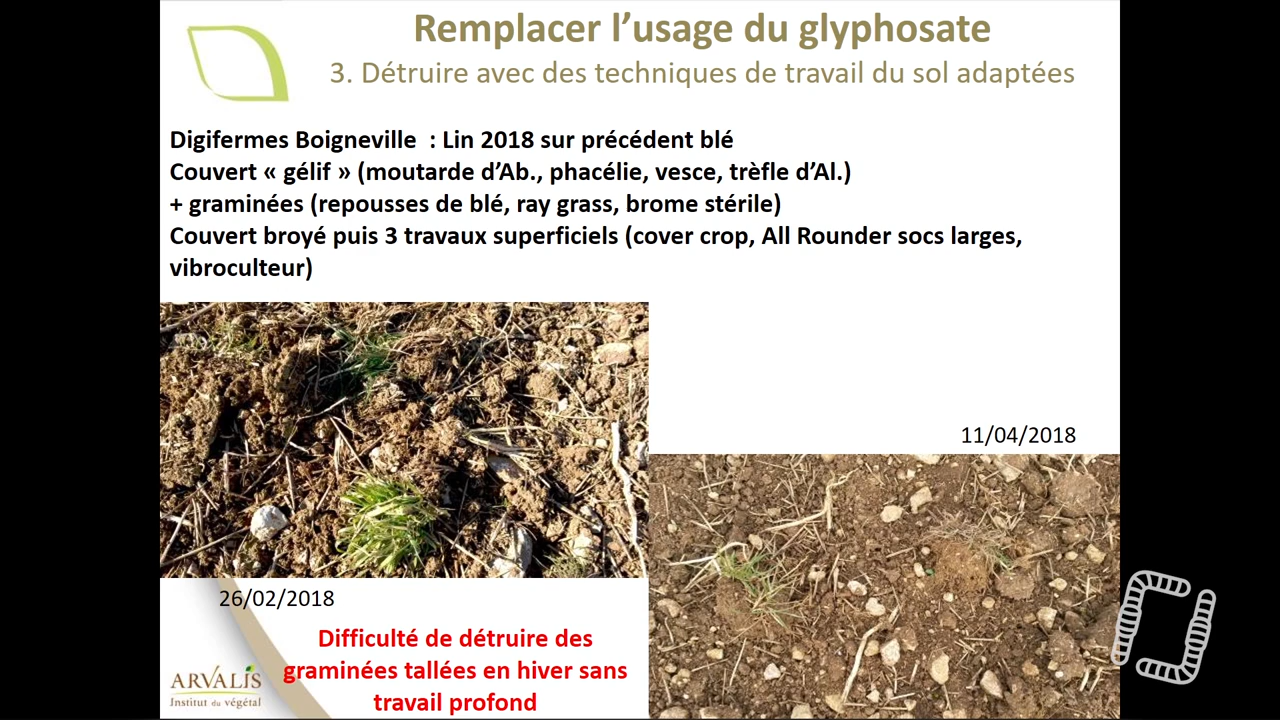 Remplacer l’usage du glyphosate
3. Détruire avec des techniques de travail du sol adaptées
Digifermes Boigneville  : Lin 2018 sur précédent blé
Couvert « gélif » (moutarde d’Ab., phacélie, vesce, trèfle d’Al.)
+ graminées (repousses de blé, ray grass, brome stérile)
Couvert broyé puis 3 travaux superficiels (cover crop, All Rounder socs larges,
vibroculteur)
11/04/2018
26/02/2018
Difficulté de détruire des
graminées tallées en hiver sans
travail profond
ARVALIS
Institut du végétal